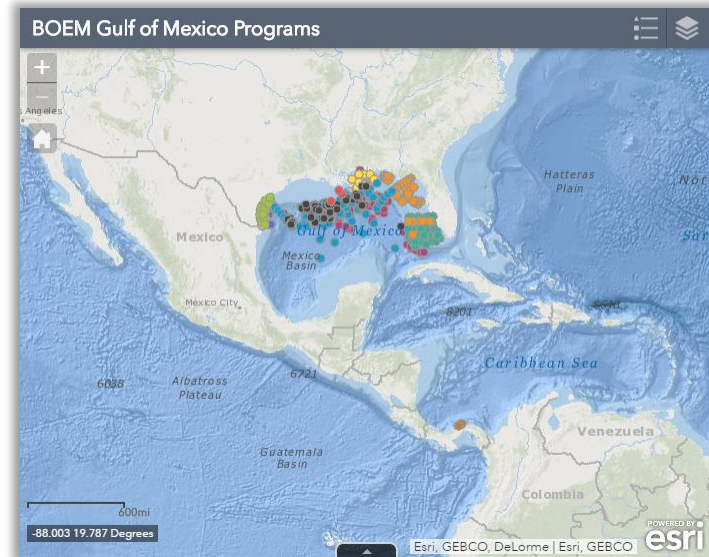 BOEM Gulf of Mexico Programs
+
Angeles
Hatteras
Plain
Nor
Gulf of Mexico
Sar
Mexico
Mexico
Basin
Mexico City
8201
Caribbean Sea
6721
6038
Albatross
Plateau
Venezuela
Guatemala
Basin
Colombia
600mi
-88.003 19.787 Degrees
Esri, GEBCO, DeLorme | Esri, GEBCO
POWERED BY
esri